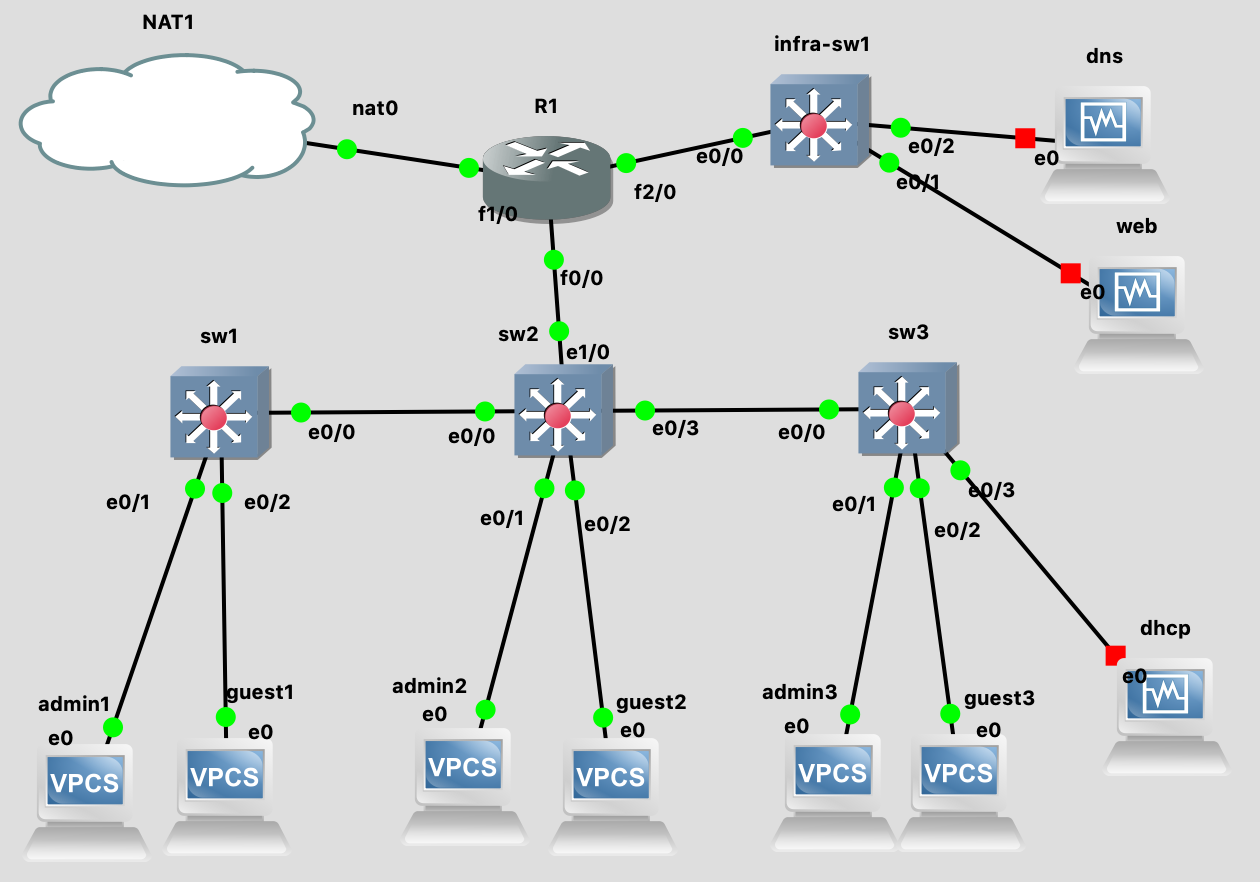 NAT1
nat0
R1
f1/0
f2/0
f0/0
infra-sw1
e0/0
e0/2
e0/1
dns
e0
web
e0
sw1
e0/0
e0/1
e0/2
sw2
e1/0
e0/0
e0/3
e0/1
e0/2
sw3
e0/0
e0/1
e0/2
e0/3
admin1
e0
VPCS
guest1
e0
VPCS
admin2
e0
VPCS
guest2
e0
VPCS
admin3
e0
VPCS
guest3
e0
VPCS
dhcp
e0